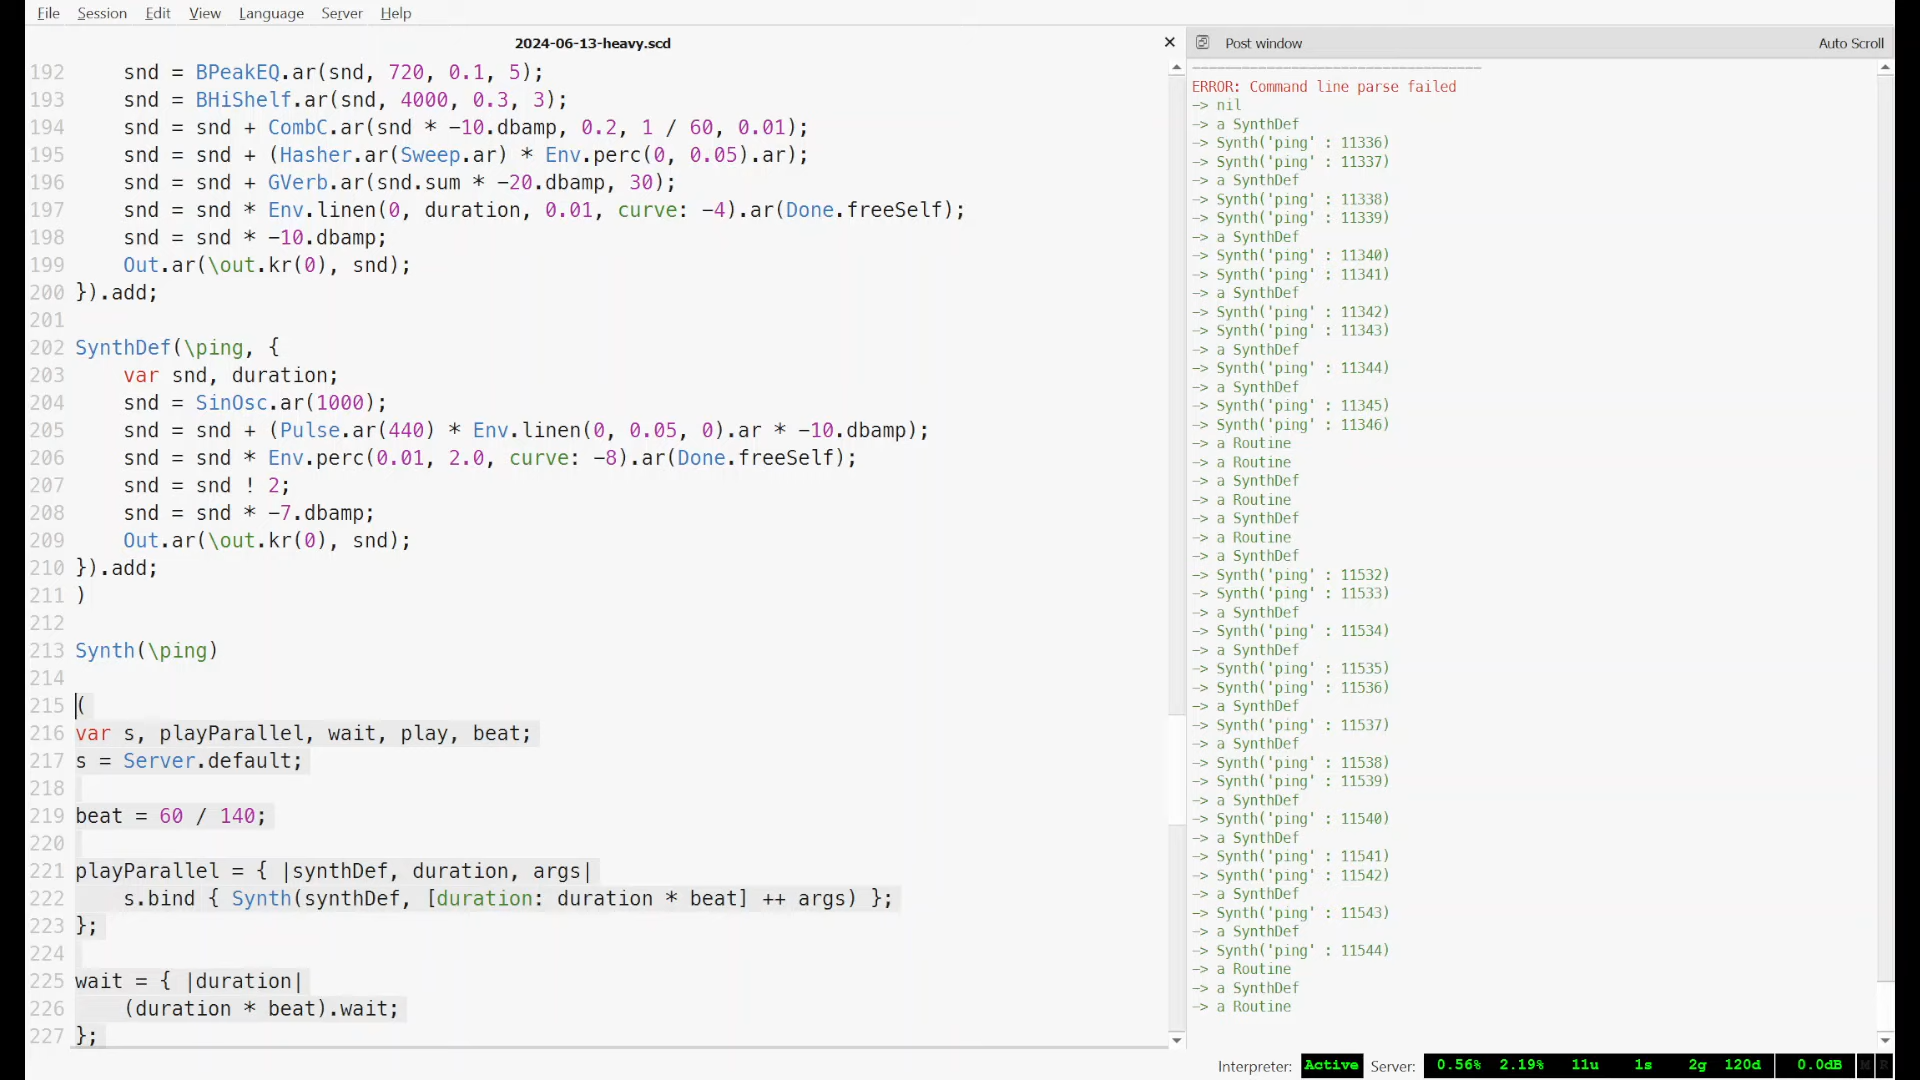 File Session Edit View Language Server Help
2024-06-13-heavy.scd
192 snd = BPeakEQ.ar(snd, 720, 0.1, 5);
193 snd = BHiShelf.ar(snd, 4000, 0.3, 3);
194 snd = snd + CombC.ar(snd * -10.dbamp, 0.2, 1 / 60, 0.01);
195 snd = snd + (Hasher.ar(Sweep.ar) * Env.perc(0, 0.05).ar);
196 snd = snd + GVerb.ar(snd.sum * -20.dbamp, 30);
197 snd = snd * Env.linen(0, duration, 0.01, curve: -4).ar(Done.freeSelf);
198 snd = snd * -10.dbamp;
199 Out.ar(\out.kr(0), snd);
200 }).add;
201
202 SynthDef(\ping, {
203 var snd, duration;
204 snd = SinOsc.ar(1000);
205 snd = snd + (Pulse.ar(440) * Env.linen(0, 0.05, 0).ar * -10.dbamp);
206 snd = snd * Env.perc(0.01, 2.0, curve: -8).ar(Done.freeSelf);
207 snd = snd ! 2;
208 snd = snd * -7.dbamp;
209 Out.ar(\out.kr(0), snd);
210 }).add;
211 )
212
213 Synth(\ping)
214
215 (
216 var s, playParallel, wait, play, beat;
217 s = Server.default;
218
219 beat = 60 / 140;
220
221 playParallel = { |synthDef, duration, args|
222 s.bind { Synth(synthDef, [duration: duration * beat] ++ args) };
223 };
224
225 wait = { |duration|
226 (duration * beat).wait;
227 };
Post window
Auto Scroll
ERROR: Command line parse failed
-> nil
-> a SynthDef
-> Synth('ping' : 11336)
-> Synth('ping' : 11337)
-> a SynthDef
-> Synth('ping' : 11338)
-> Synth('ping' : 11339)
-> a SynthDef
-> Synth('ping' : 11340)
-> Synth('ping' : 11341)
-> a SynthDef
-> Synth('ping' : 11342)
-> Synth('ping' : 11343)
-> a SynthDef
-> Synth('ping' : 11344)
-> a SynthDef
-> Synth('ping' : 11345)
-> Synth('ping' : 11346)
-> a Routine
-> a Routine
-> a SynthDef
-> a Routine
-> a SynthDef
-> a Routine
-> a SynthDef
-> Synth('ping' : 11532)
-> Synth('ping' : 11533)
-> a SynthDef
-> Synth('ping' : 11534)
-> a SynthDef
-> Synth('ping' : 11535)
-> Synth('ping' : 11536)
-> a SynthDef
-> Synth('ping' : 11537)
-> a SynthDef
-> Synth('ping' : 11538)
-> Synth('ping' : 11539)
-> a SynthDef
-> Synth('ping' : 11540)
-> a SynthDef
-> Synth('ping' : 11541)
-> Synth('ping' : 11542)
-> a SynthDef
-> Synth('ping' : 11543)
-> a SynthDef
-> Synth('ping' : 11544)
-> a Routine
-> a SynthDef
-> a Routine
Interpreter: Active Server: 0.56% 2.19% 11u 1s 2g 120d 0.0dB M R